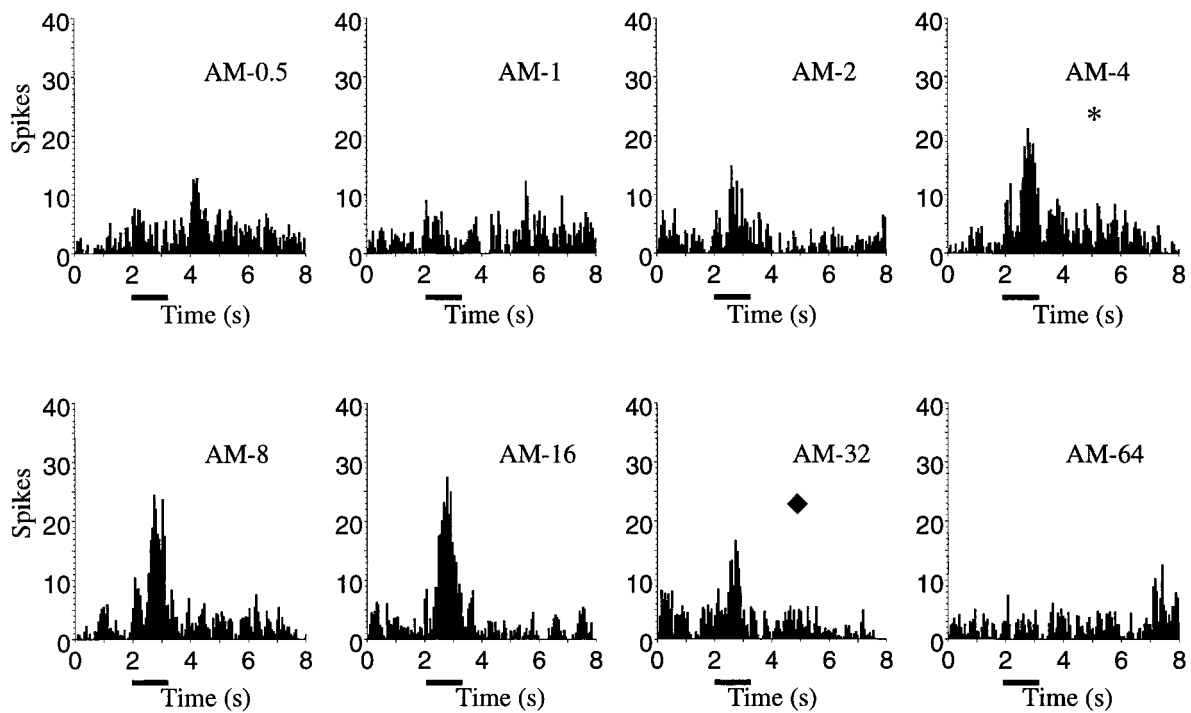 40 40 40 40
AM-0.5 AM-1 AM-2 AM-4
30 30 30 30
Spikes
*
20 20 20 20
10 10 10 10
0 0 0 0
0 2 4 6 8 0 2 4 6 8 0 2 4 6 8 0 2 4 6 8
Time (s) Time (s) Time (s) Time (s)
40 40 40 40
AM-8 AM-16 AM-32 AM-64
30 30 30 30
Spikes
20 20 20 20
10 10 10 10
0 0 0 0
0 2 4 6 8 0 2 4 6 8 0 2 4 6 8 0 2 4 6 8
Time (s) Time (s) Time (s) Time (s)